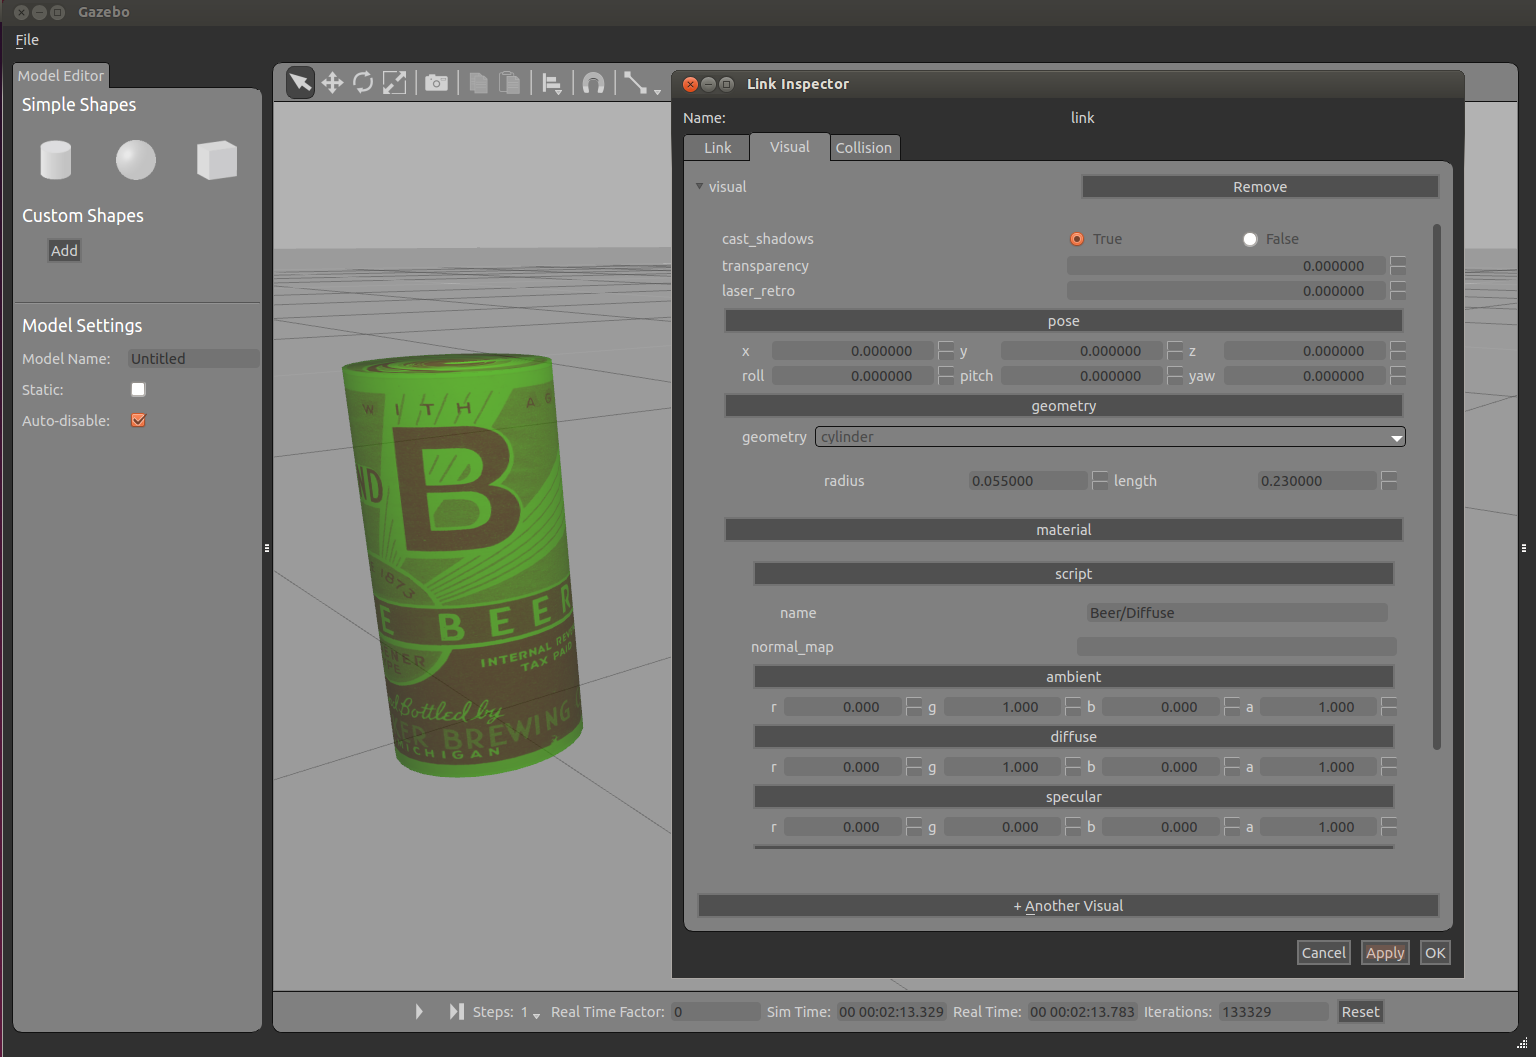 Gazebo
File
Model Editor
Simple Shapes
Custom Shapes
Add
Model Settings
Model Name: Untitled
Static:
Auto-disable:
WITH A G
B
ND
1873
E BEER
ENER
INTERNAL REV
TAX PAID
d Bottled by
KER BREWING
MICHIGAN
Link Inspector
Name: link
Link Visual Collision
visual Remove
cast_shadows True False
transparency 0.000000
laser_retro 0.000000
pose
x 0.000000 y 0.000000 z 0.000000
roll 0.000000 pitch 0.000000 yaw 0.000000
geometry
geometry cylinder
radius 0.055000 length 0.230000
material
script
name Beer/Diffuse
normal_map
ambient
r 0.000 g 1.000 b 0.000 a 1.000
diffuse
r 0.000 g 1.000 b 0.000 a 1.000
specular
r 0.000 g 0.000 b 0.000 a 1.000
+ Another Visual
Cancel Apply OK
Steps: 1 Real Time Factor: 0 Sim Time: 00 00:02:13.329 Real Time: 00 00:02:13.783 Iterations: 133329 Reset